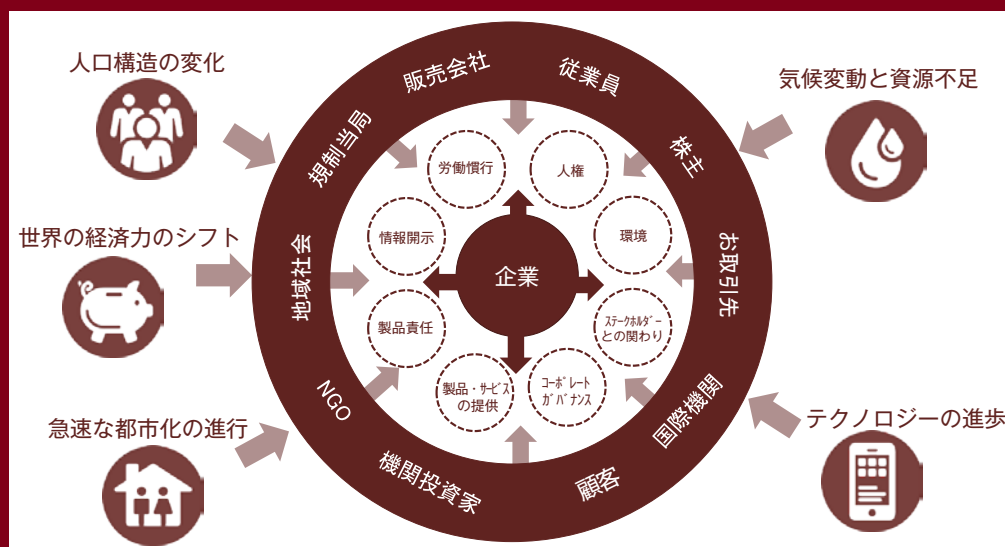 人口構造の変化
世界の経済力のシフト
急速な都市化の進行
気候変動と資源不足
テクノロジーの進歩
販売会社
従業員
株主
お取引先
国際機関
顧客
機関投資家
NGO
地域社会
規制当局
労働慣行
人権
環境
ｽﾃｰｸﾎﾙﾀﾞｰ
との関わり
ｺｰﾎﾟﾚｰﾄ
ｶﾞﾊﾞﾅﾝｽ
製品・ｻｰﾋﾞｽ
の提供
製品責任
情報開示
企業